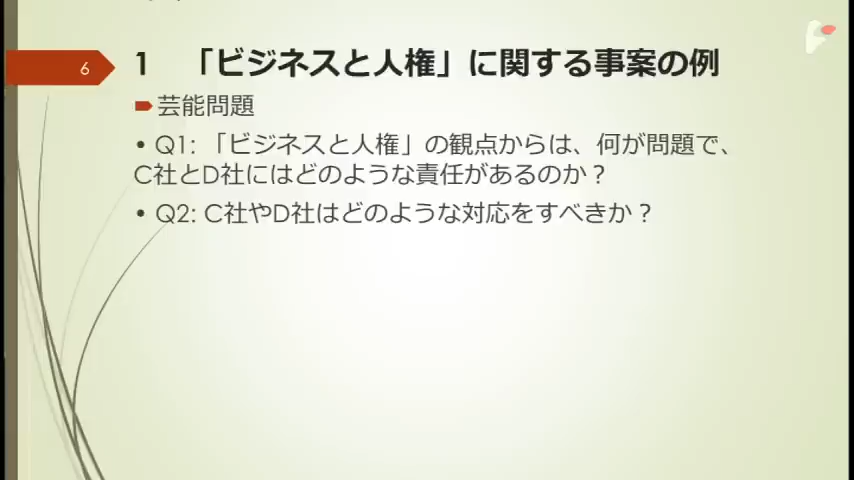 6
1 「ビジネスと人権」に関する事案の例
芸能問題
• Q1: 「ビジネスと人権」の観点からは、何が問題で、
C社とD社にはどのような責任があるのか？
• Q2: C社やD社はどのような対応をすべきか？